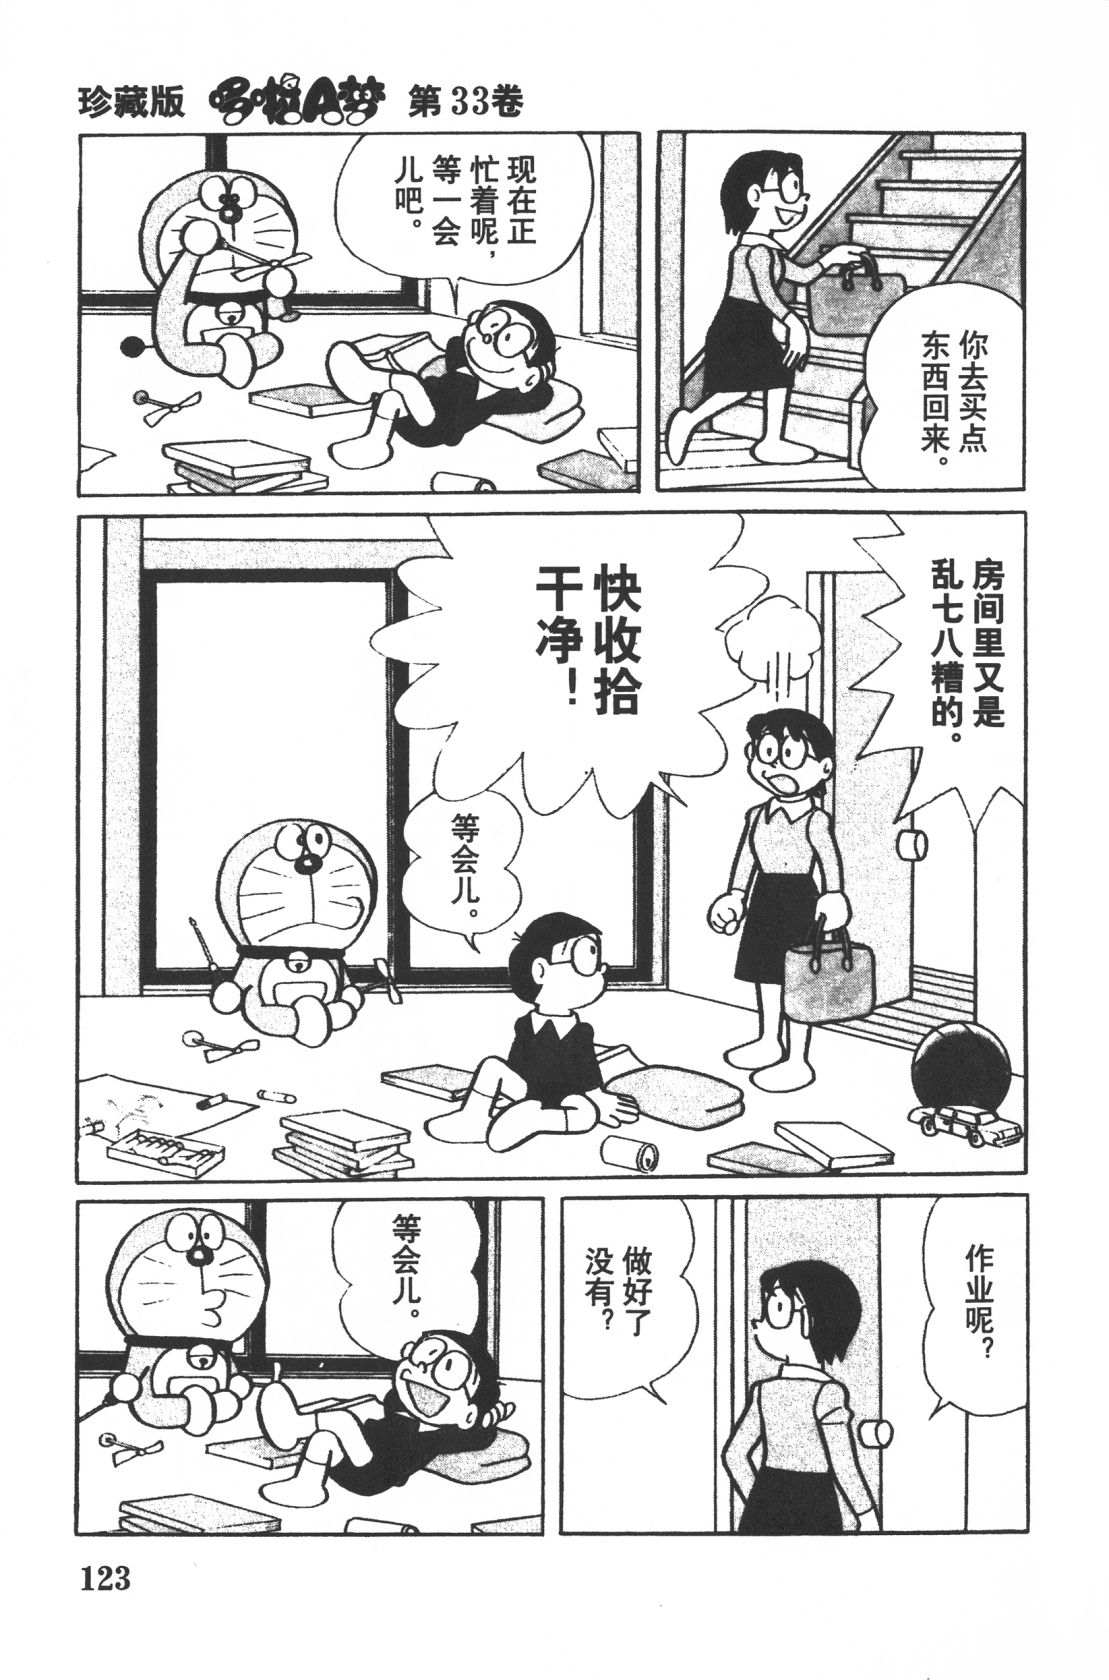 珍藏版 哆啦A梦 第33卷
你去买点
东西回来。
现在正
忙着呢，
等一会
儿吧。
房间里又是
乱七八糟的。
快收拾
干净！
等会儿。
作业呢？
做好了
没有？
等会儿。
123